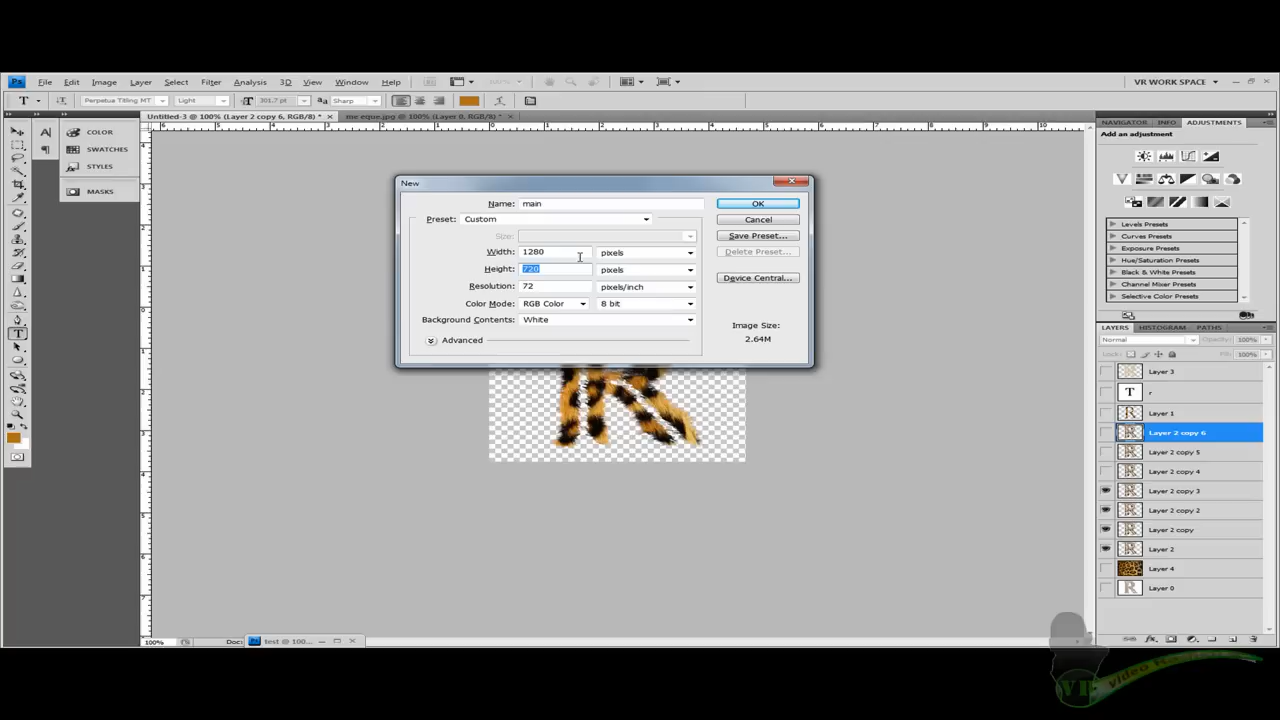 Ps File Edit Image Layer Select Filter Analysis 3D View Window Help VR WORK SPACE
T Perpetua Titling MT Light 301.7 pt aa Sharp
Untitled-3 @ 100% (Layer 2 copy 6, RGB/8) * x me eque.jpg @ 100% (Layer 0, RGB/8) * x
COLOR
SWATCHES
STYLES
MASKS
New
Name: main OK
Preset: Custom Cancel
Size: Save Preset...
Width: 1280 pixels Delete Preset...
Height: 720 pixels
Resolution: 72 pixels/inch Device Central...
Color Mode: RGB Color 8 bit
Background Contents: White Image Size:
Advanced 2.64M
R
NAVIGATOR INFO ADJUSTMENTS
Add an adjustment
Levels Presets
Curves Presets
Exposure Presets
Hue/Saturation Presets
Black & White Presets
Channel Mixer Presets
Selective Color Presets
LAYERS HISTOGRAM PATHS
Normal Opacity: 100%
Lock: Fill: 100%
Layer 3
T r
Layer 1
Layer 2 copy 6
Layer 2 copy 5
Layer 2 copy 4
Layer 2 copy 3
Layer 2 copy 2
Layer 2 copy
Layer 2
Layer 4
Layer 0
100% Doc: Ps test @ 100...